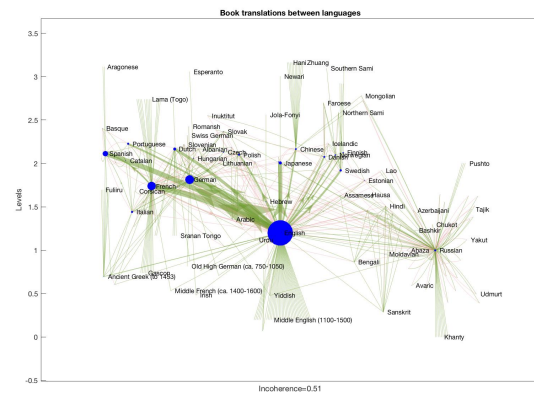 Book translations between languages
3.5
3
2.5
2
1.5
1
0.5
0
-0.5
Levels
Aragonese
Esperanto
HaniZhuang
Southern Sami
Newari
Lama (Togo)
Mongolian
Inuktitut
Jola-Fonyi
Faroese
Northern Sami
Basque
Romansh
Slovak
Swiss German
Portuguese
Slovenian
Icelandic
Spanish
Dutch
Albanian
Czech
Polish
Chinese
Finnish
Danish
Norwegian
Catalan
Hungarian
Lithuanian
Japanese
Pushto
Swedish
Lao
German
Estonian
French
Fuliiru
Corsican
Assamese
Hausa
Hebrew
Hindi
Italian
Arabic
Azerbaijani
Tajik
Chukot
Sranan Tongo
English
Urdu
Bashkir
Yakut
Abaza
Russian
Moldavian
Bengali
Old High German (ca. 750-1050)
Gascon
Ancient Greek (to 1453)
Avaric
Middle French (ca. 1400-1600)
Irish
Yiddish
Udmurt
Sanskrit
Middle English (1100-1500)
Khanty
Incoherence=0.51